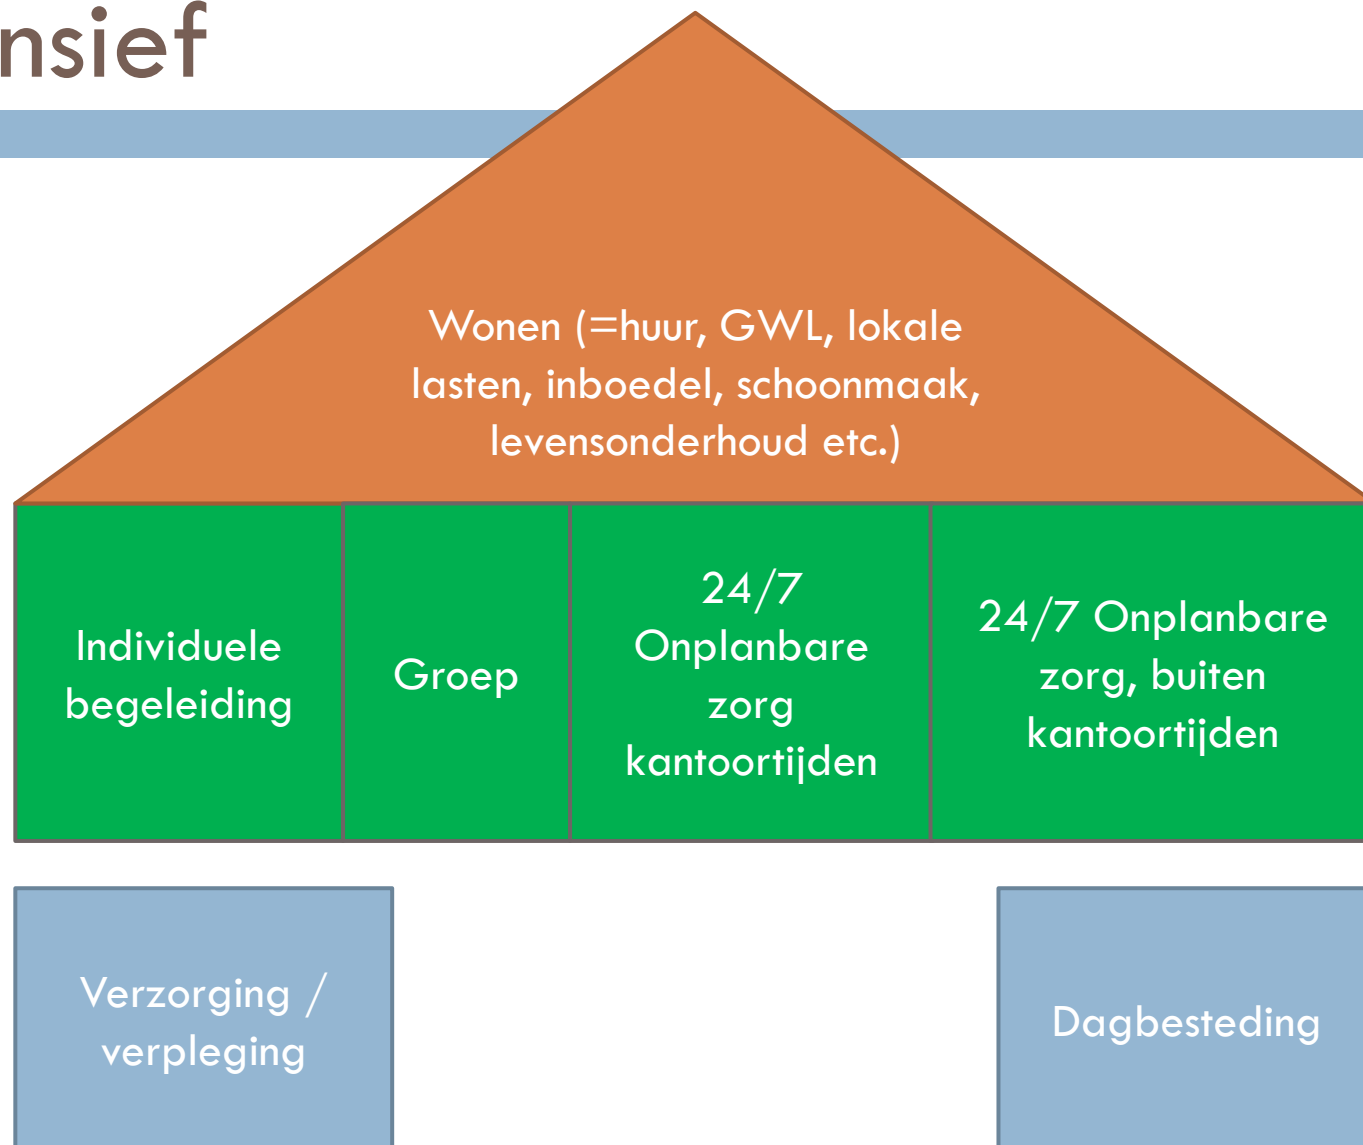 nsief
Wonen (=huur, GWL, lokale
lasten, inboedel, schoonmaak,
levensonderhoud etc.)
Individuele
begeleiding
Groep
24/7
Onplanbare
zorg
kantoortijden
24/7 Onplanbare
zorg, buiten
kantoortijden
Verzorging /
verpleging
Dagbesteding